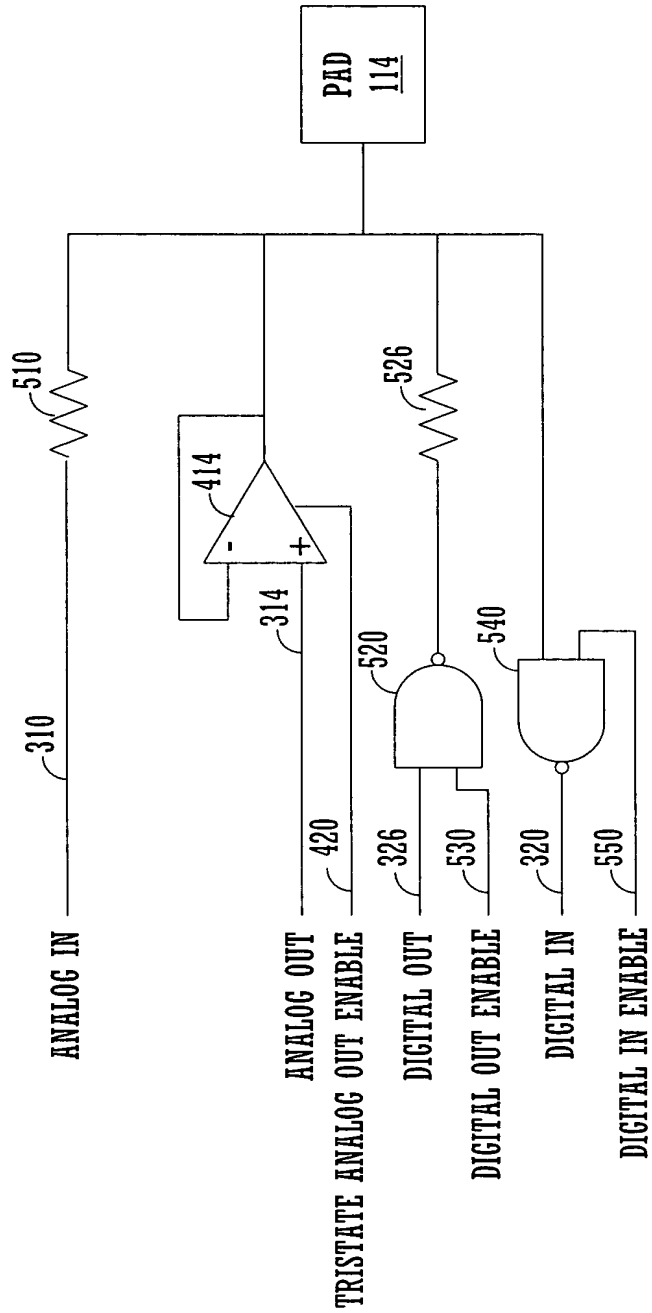 ANALOG IN
310
510
ANALOG OUT
314
-
+
414
TRISTATE ANALOG OUT ENABLE
420
PAD
114
DIGITAL OUT
326
520
526
DIGITAL OUT ENABLE
530
DIGITAL IN
320
540
DIGITAL IN ENABLE
550